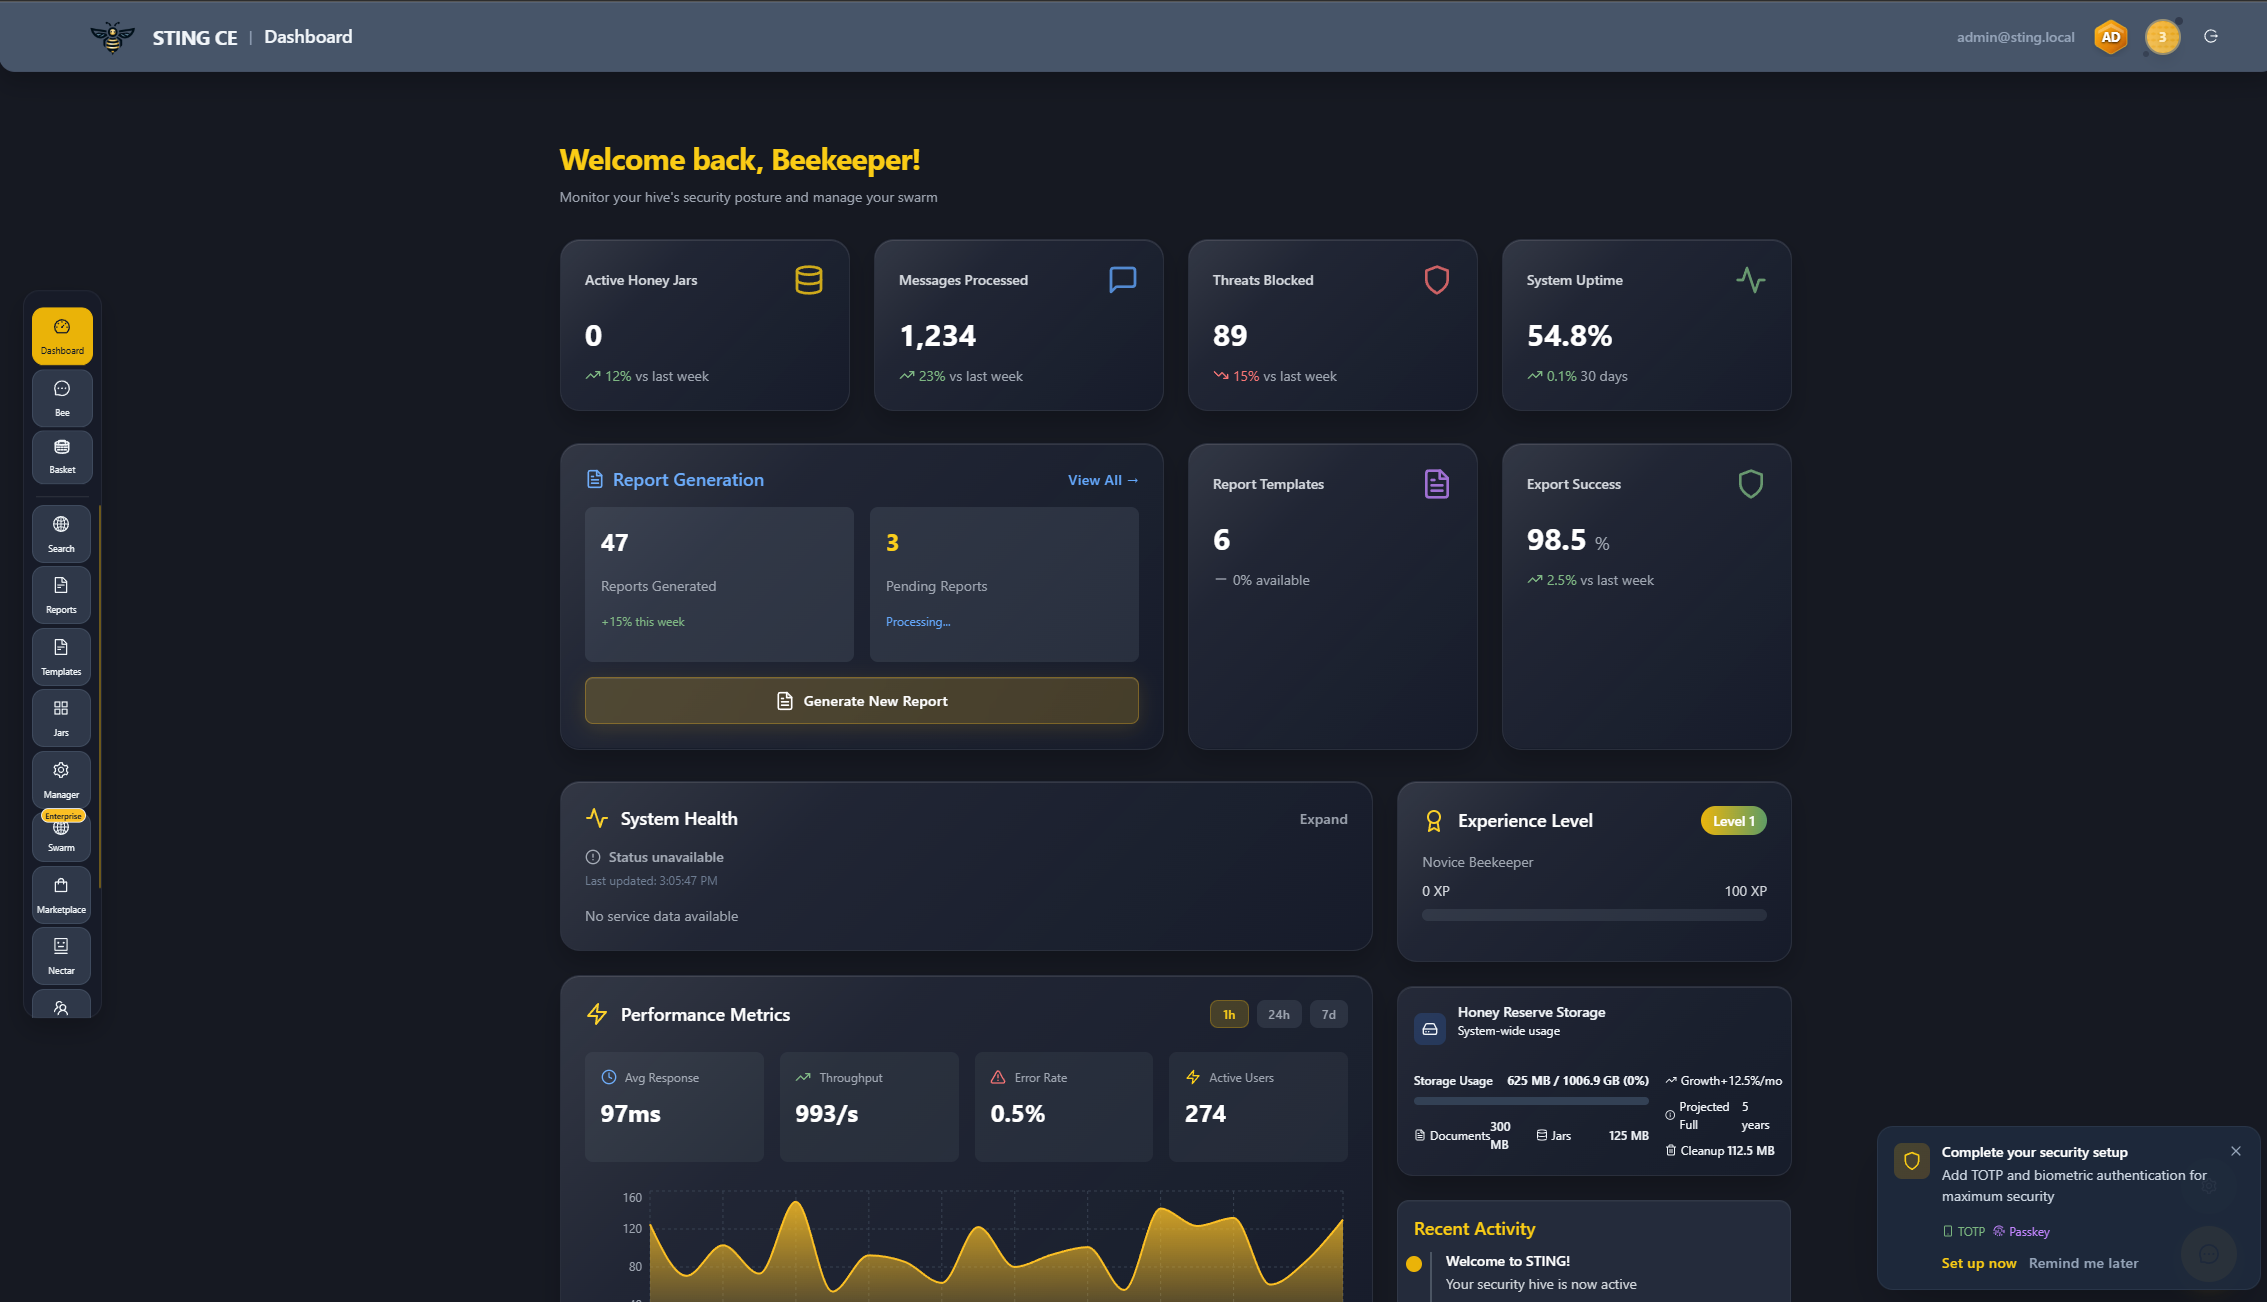 STING CE | Dashboard
admin@sting.local
AD
3
Welcome back, Beekeeper!
Monitor your hive's security posture and manage your swarm
Dashboard
Bee
Basket
Search
Reports
Templates
Jars
Manager
Enterprise
Swarm
Marketplace
Nectar
Active Honey Jars
0
12% vs last week
Messages Processed
1,234
23% vs last week
Threats Blocked
89
15% vs last week
System Uptime
54.8%
0.1% 30 days
Report Generation
View All →
47
Reports Generated
+15% this week
3
Pending Reports
Processing...
Generate New Report
Report Templates
6
0% available
Export Success
98.5 %
2.5% vs last week
System Health
Expand
Status unavailable
Last updated: 3:05:47 PM
No service data available
Experience Level
Level 1
Novice Beekeeper
0 XP
100 XP
Performance Metrics
1h
24h
7d
Avg Response
97ms
Throughput
993/s
Error Rate
0.5%
Active Users
274
160
120
80
Honey Reserve Storage
System-wide usage
Storage Usage
625 MB / 1006.9 GB (0%)
Documents
300 MB
Jars
125 MB
Growth +12.5%/mo
Projected Full
5 years
Cleanup 112.5 MB
Recent Activity
Welcome to STING!
Your security hive is now active
Complete your security setup
Add TOTP and biometric authentication for
maximum security
TOTP
Passkey
Set up now
Remind me later